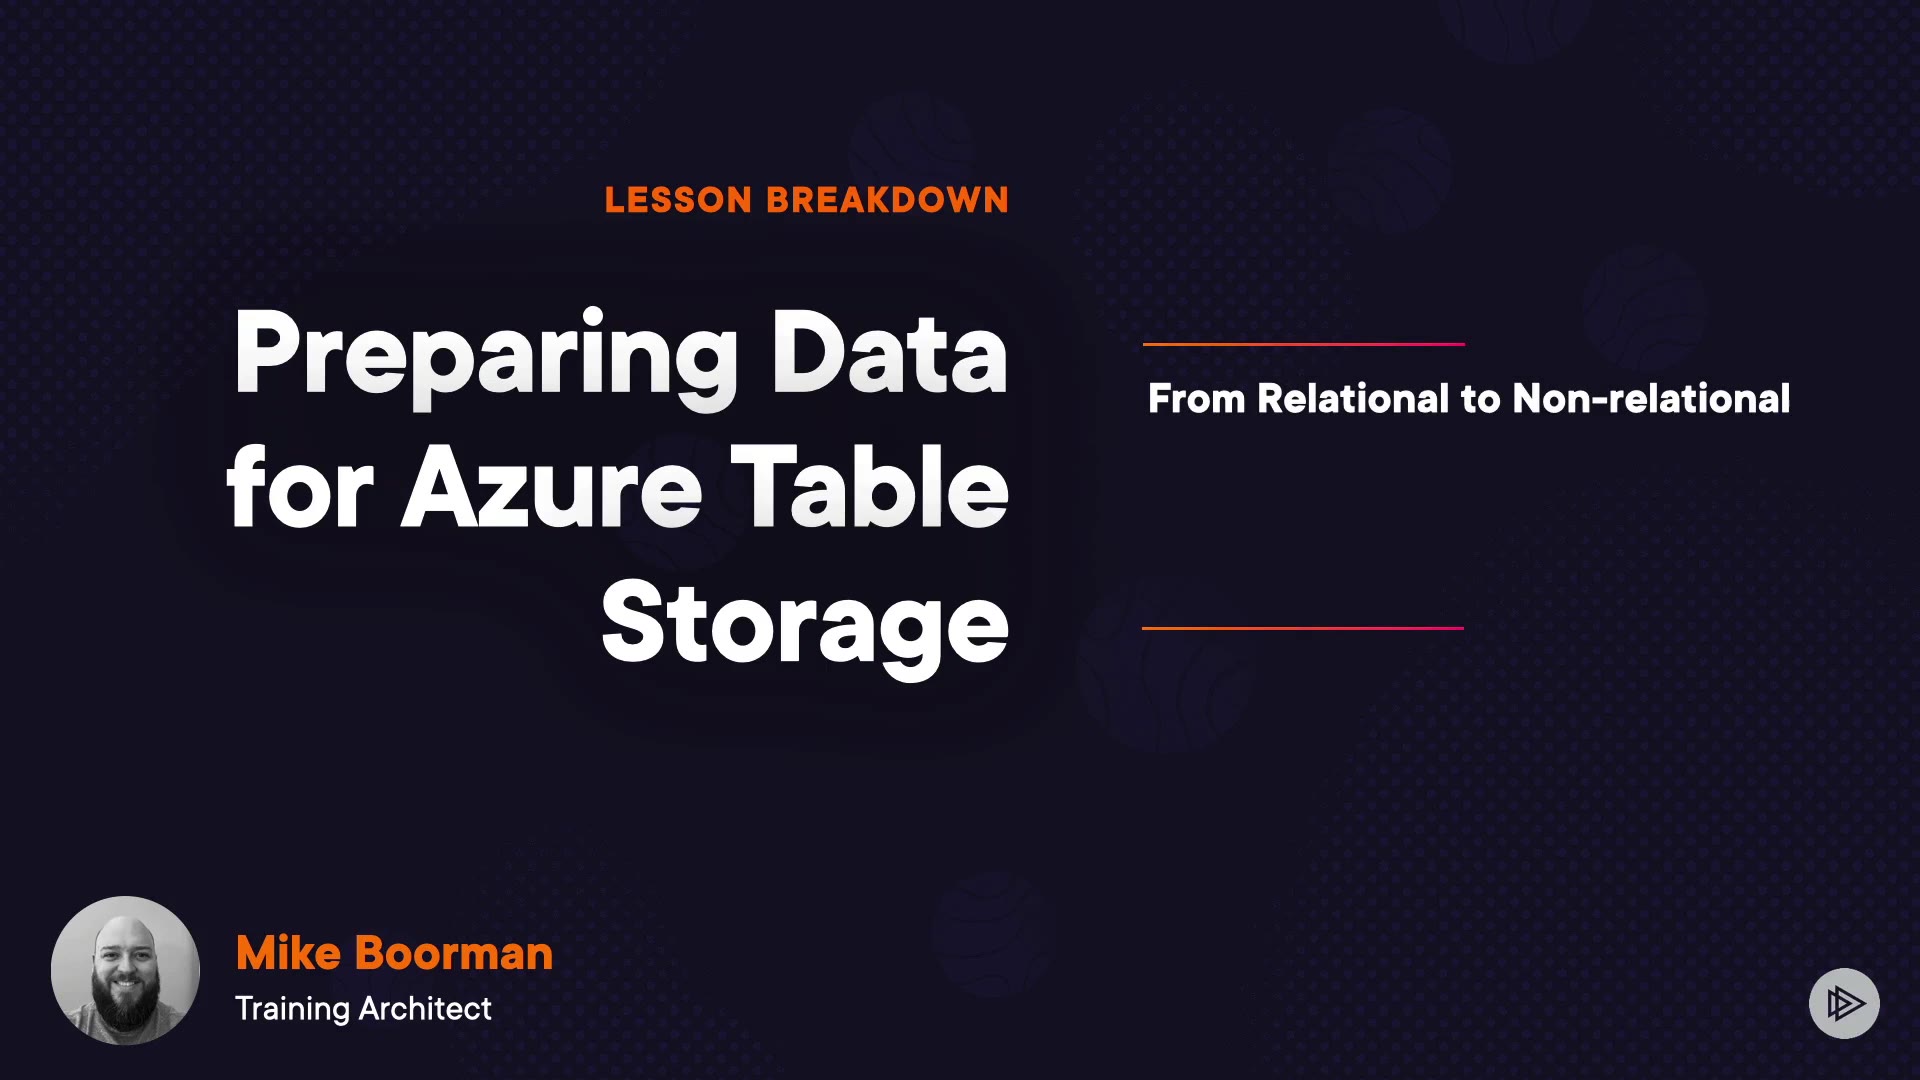 LESSON BREAKDOWN
Preparing Data
for Azure Table
Storage
From Relational to Non-relational
Mike Boorman
Training Architect